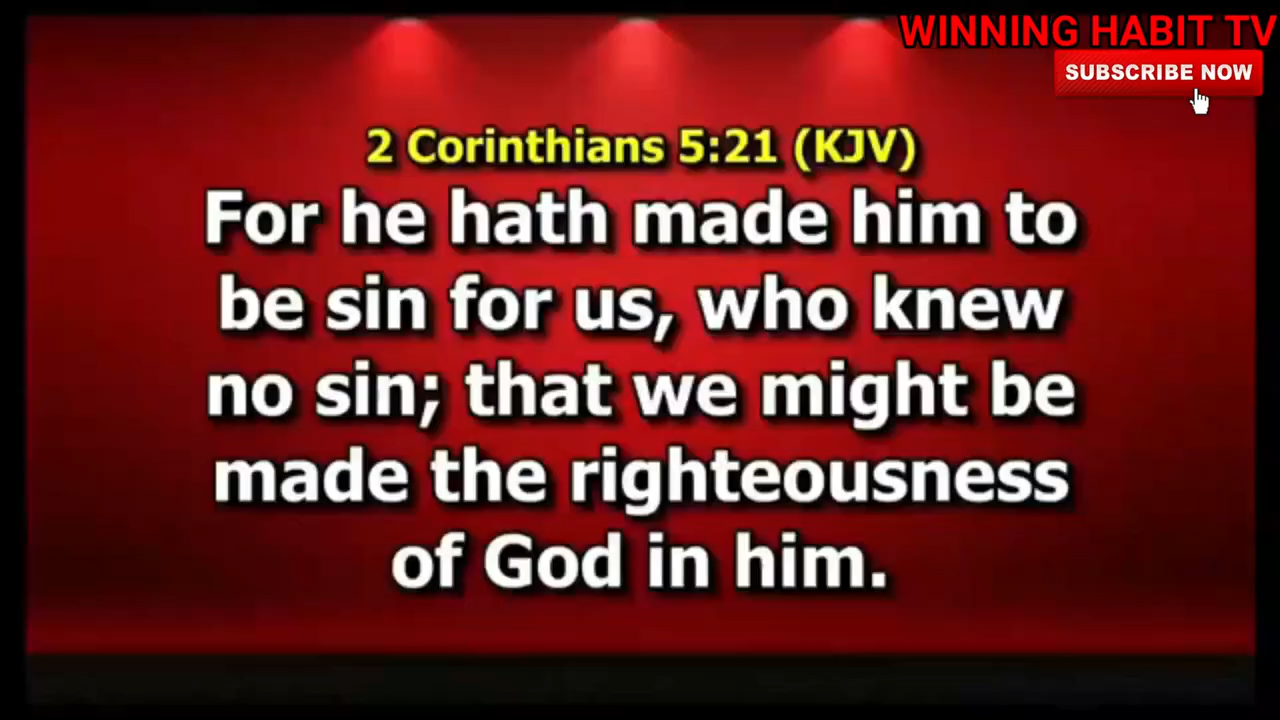 WINNING HABIT TV
SUBSCRIBE NOW
2 Corinthians 5:21 (KJV)
For he hath made him to
be sin for us, who knew
no sin; that we might be
made the righteousness
of God in him.